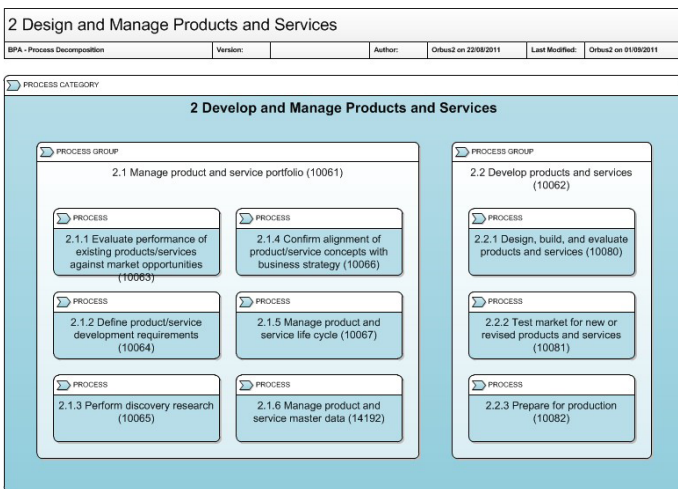 2 Design and Manage Products and Services
BPA - Process Decomposition Version: Author: Orbus2 on 22/08/2011 Last Modified: Orbus2 on 01/09/2011
PROCESS CATEGORY
2 Develop and Manage Products and Services
PROCESS GROUP
2.1 Manage product and service portfolio (10061)
PROCESS
2.1.1 Evaluate performance of
existing products/services
against market opportunities
(10063)
PROCESS
2.1.4 Confirm alignment of
product/service concepts with
business strategy (10066)
PROCESS
2.1.2 Define product/service
development requirements
(10064)
PROCESS
2.1.5 Manage product and
service life cycle (10067)
PROCESS
2.1.3 Perform discovery research
(10065)
PROCESS
2.1.6 Manage product and
service master data (14192)
PROCESS GROUP
2.2 Develop products and services
(10062)
PROCESS
2.2.1 Design, build, and evaluate
products and services (10080)
PROCESS
2.2.2 Test market for new or
revised products and services
(10081)
PROCESS
2.2.3 Prepare for production
(10082)